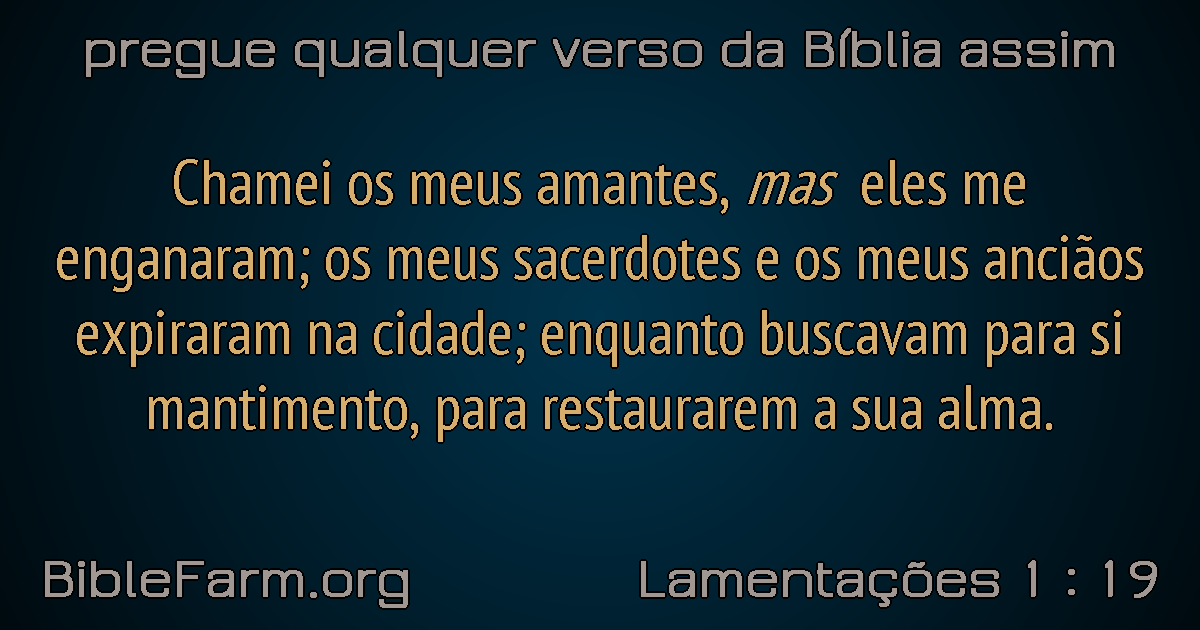 pregue qualquer verso da Bíblia assim
Chamei os meus amantes, mas eles me
enganaram; os meus sacerdotes e os meus anciãos
expiraram na cidade; enquanto buscavam para si
mantimento, para restaurarem a sua alma.
BibleFarm.org
Lamentações 1 : 19